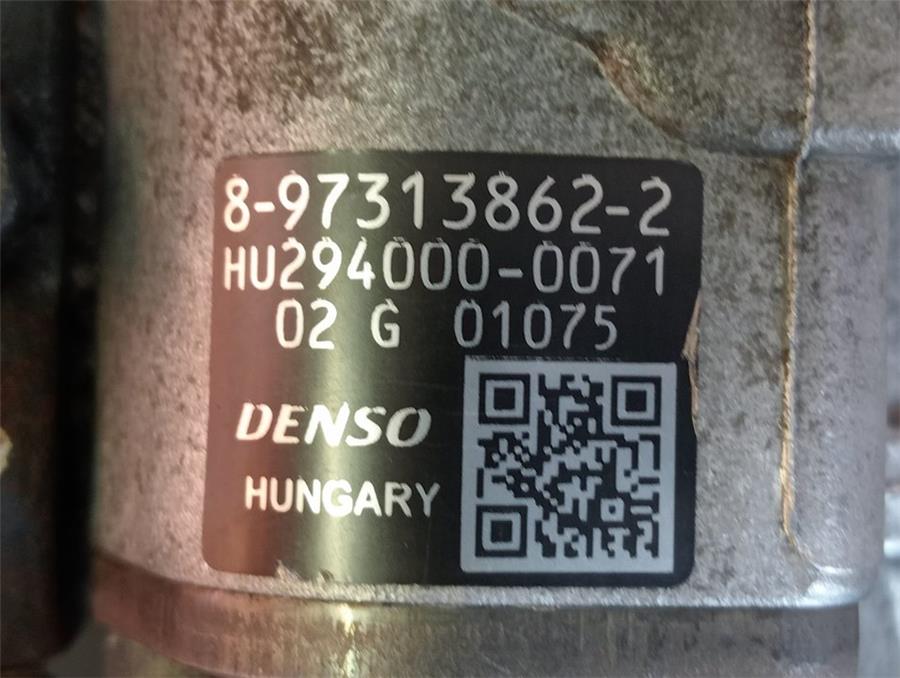 8-97313862-2
HU294000-0071
02 G 01075
DENSO
HUNGARY